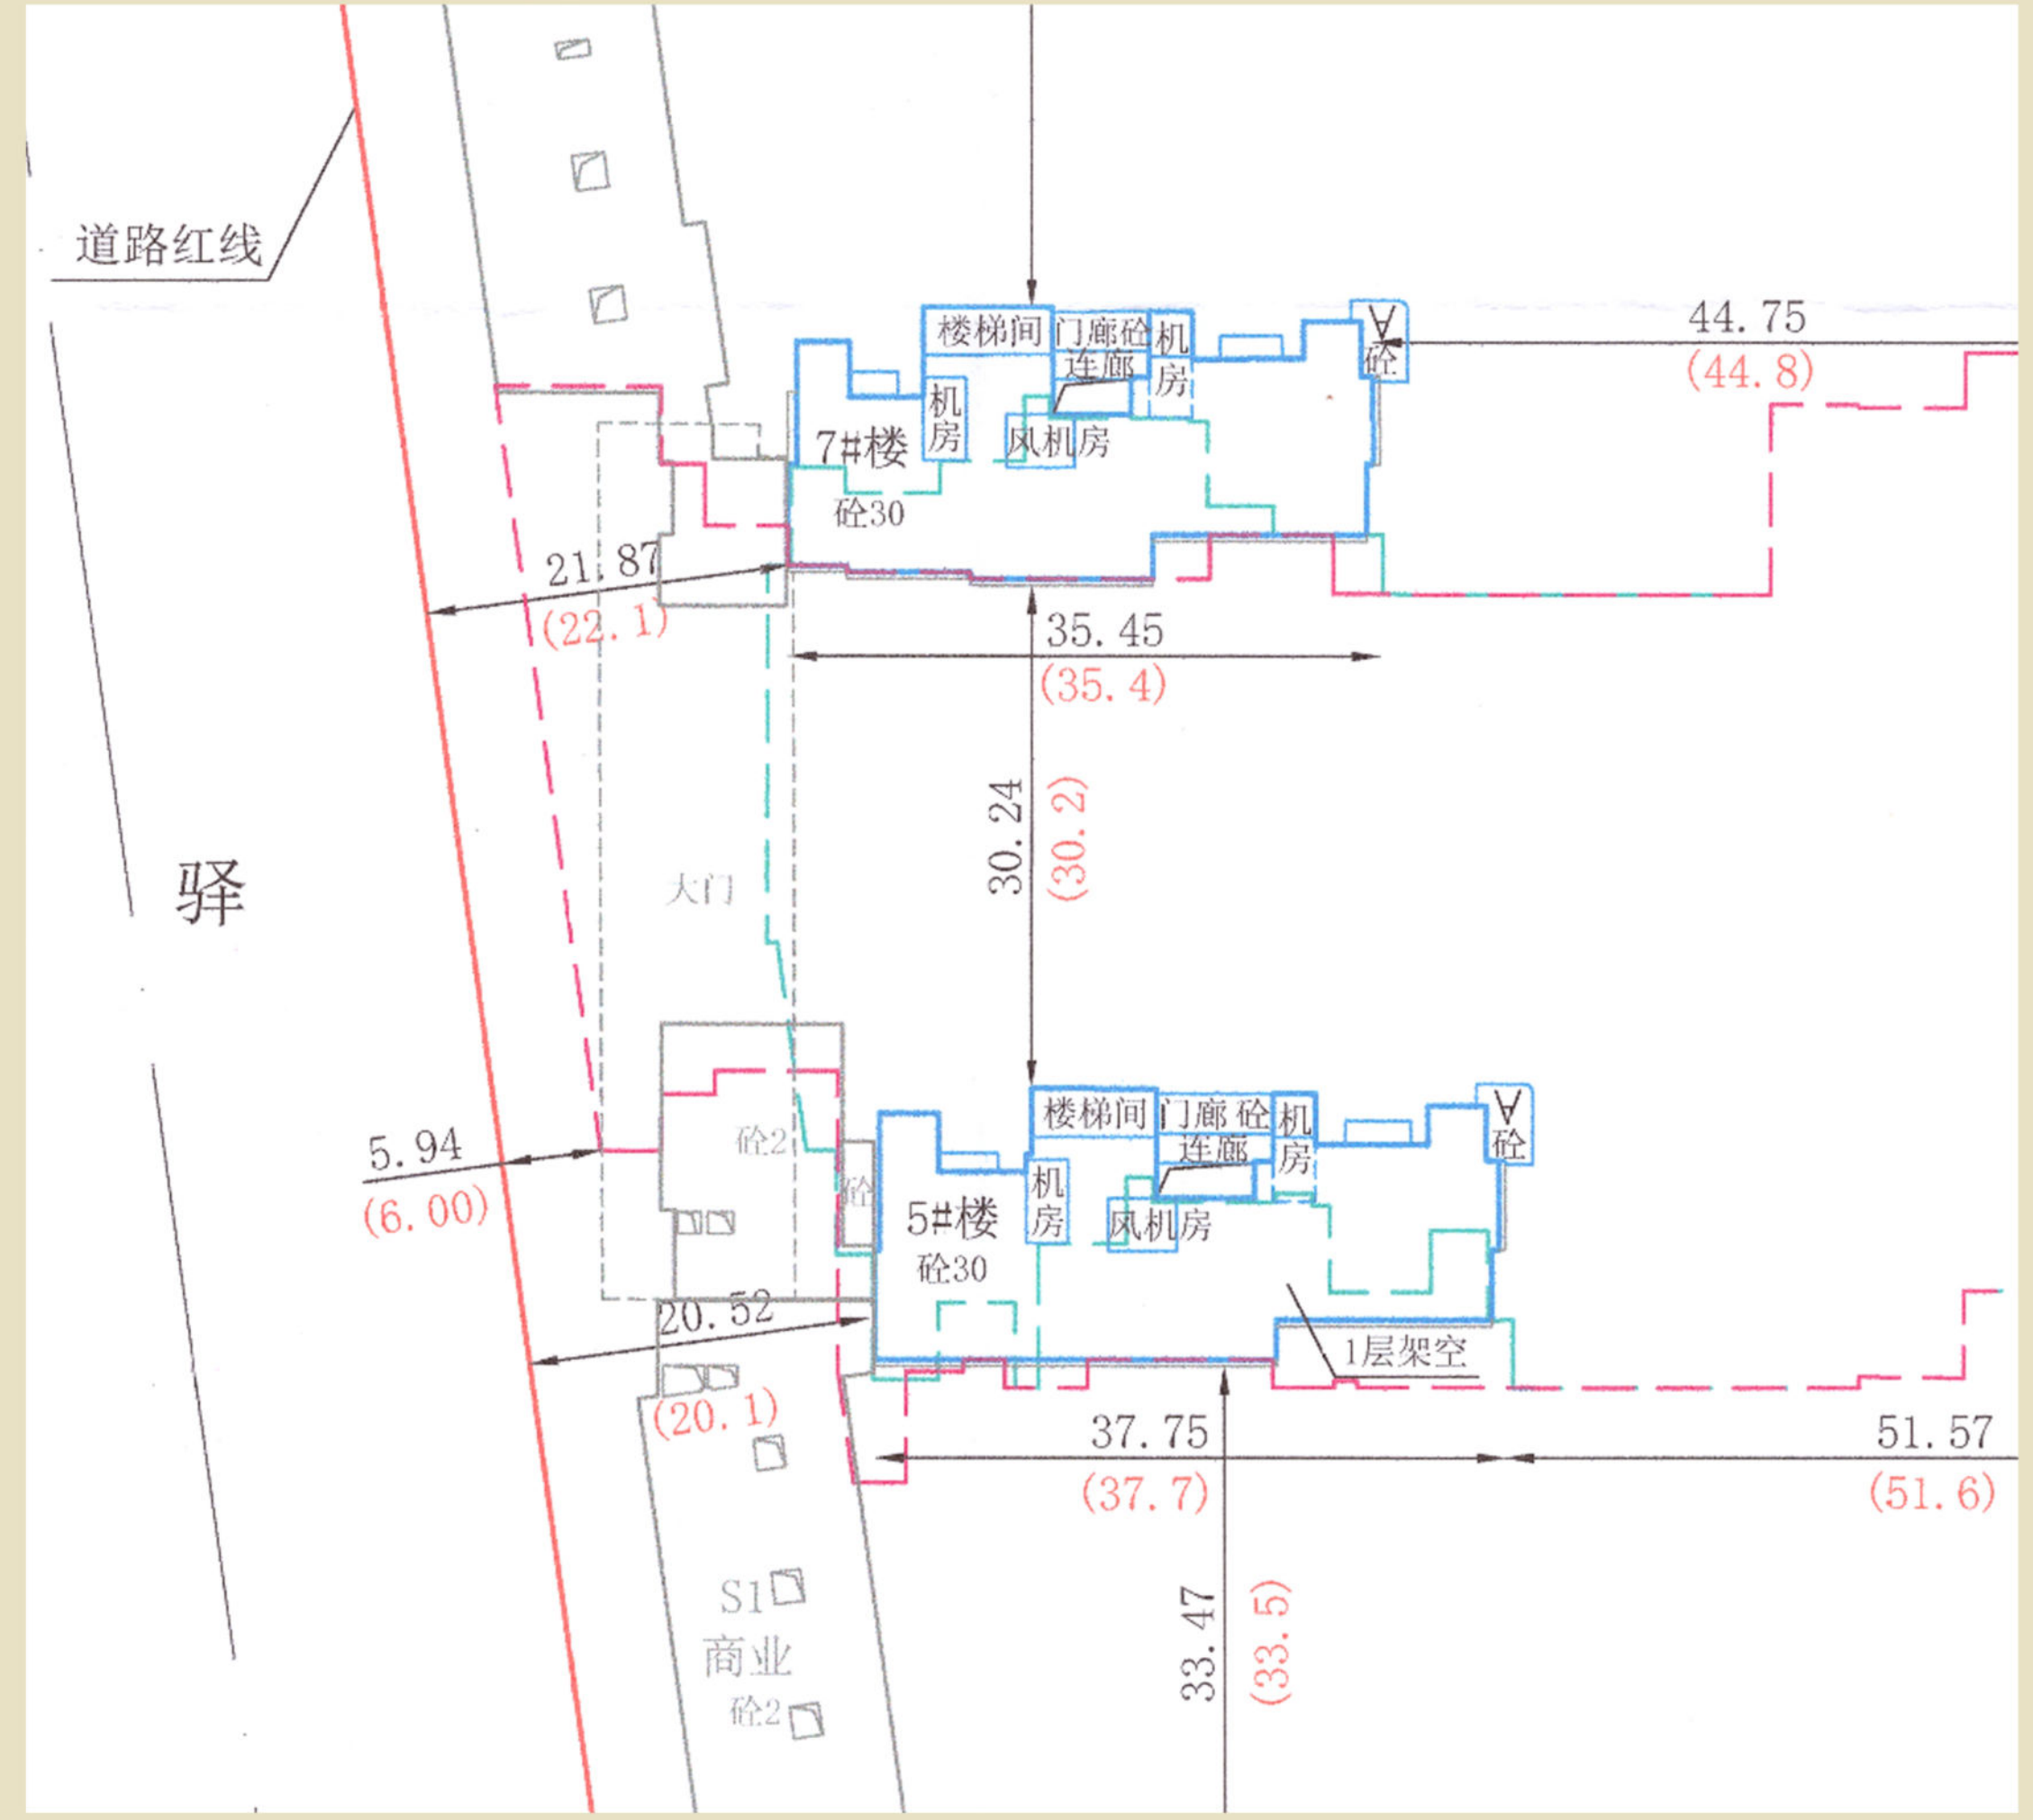 道路红线
楼梯间
门廊砼
机房
连廊
机房
风机房
7#楼
砼30
∀
砼
44.75
(44.8)
21.87
(22.1)
35.45
(35.4)
30.24
(30.2)
驿
大门
5.94
(6.00)
砼2
砼
楼梯间
门廊砼
机房
连廊
机房
风机房
5#楼
砼30
∀
砼
1层架空
20.52
(20.1)
37.75
(37.7)
51.57
(51.6)
33.47
(33.5)
S1
商业
砼2